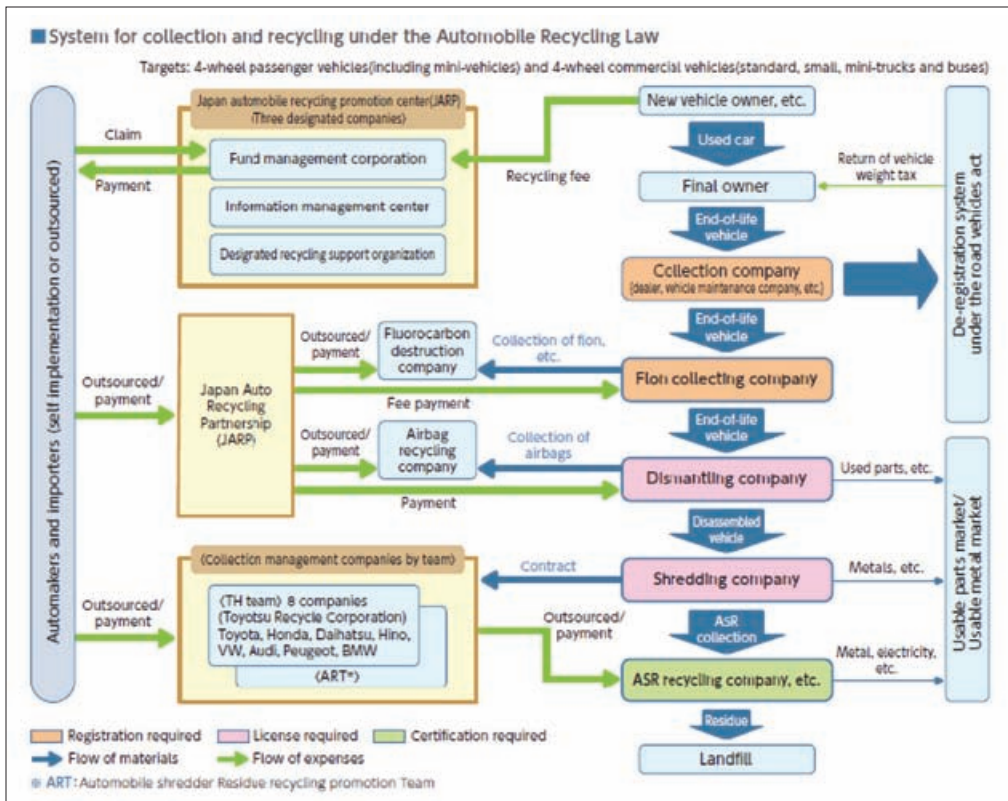 System for collection and recycling under the Automobile Recycling Law
Targets: 4-wheel passenger vehicles(including mini-vehicles) and 4-wheel commercial vehicles(standard, small, mini-trucks and buses)
Automakers and importers (self implementation or outsourced)
Japan automobile recycling promotion center(JARP)
(Three designated companies)
Claim
Fund management corporation
Payment
Information management center
Designated recycling support organization
Recycling fee
New vehicle owner, etc.
Used car
Final owner
Return of vehicle
weight tax
End-of-life
vehicle
Collection company
(dealer, vehicle maintenance company, etc.)
De-registration system
under the road vehicles act
End-of-life
vehicle
Outsourced/
payment
Japan Auto
Recycling
Partnership
(JARP)
Outsourced/
payment
Fluorocarbon
destruction
company
Collection of flon,
etc.
Flon collecting company
Fee payment
End-of-life
vehicle
Outsourced/
payment
Airbag
recycling
company
Collection of
airbags
Dismantling company
Used parts, etc.
Payment
Disassembled
vehicle
Usable parts market/
Usable metal market
(Collection management companies by team)
Contract
Shredding company
Metals, etc.
Outsourced/
payment
(TH team) 8 companies
(Toyotsu Recycle Corporation)
Toyota, Honda, Daihatsu, Hino,
VW, Audi, Peugeot, BMW
(ART*)
Outsourced/
payment
ASR
collection
ASR recycling company, etc.
Metal, electricity,
etc.
Residue
Landfill
Registration required
License required
Certification required
Flow of materials
Flow of expenses
※ ART: Automobile shredder Residue recycling promotion Team